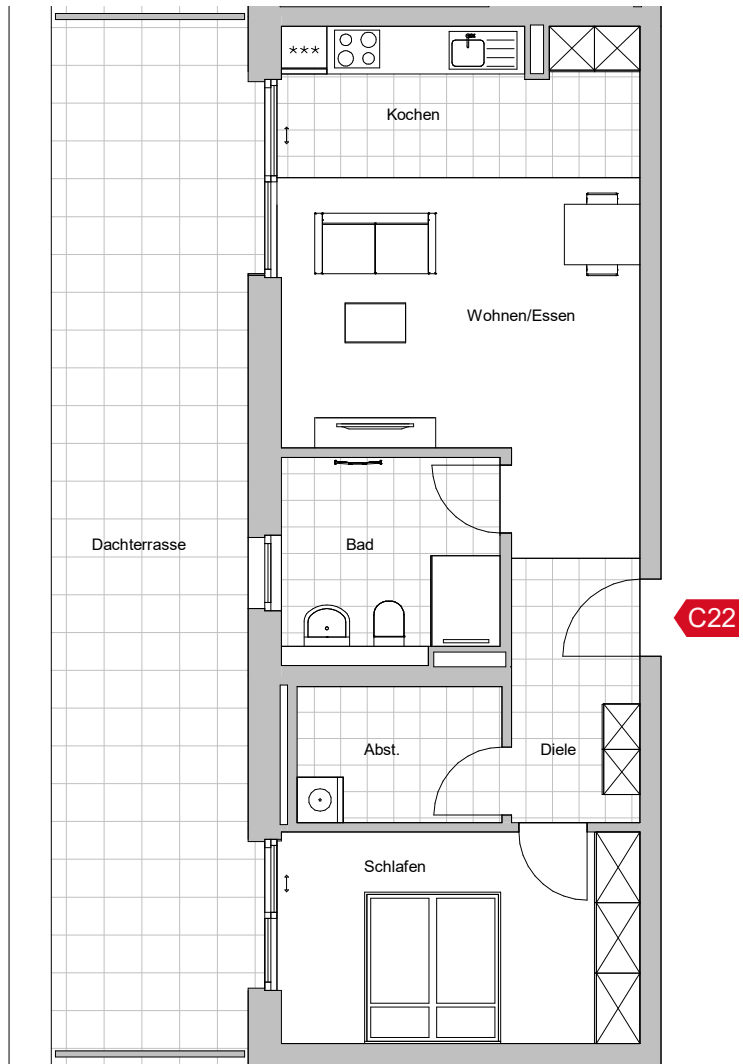 ***
Kochen
Wohnen/Essen
Dachterrasse
Bad
C22
Abst.
Diele
Schlafen